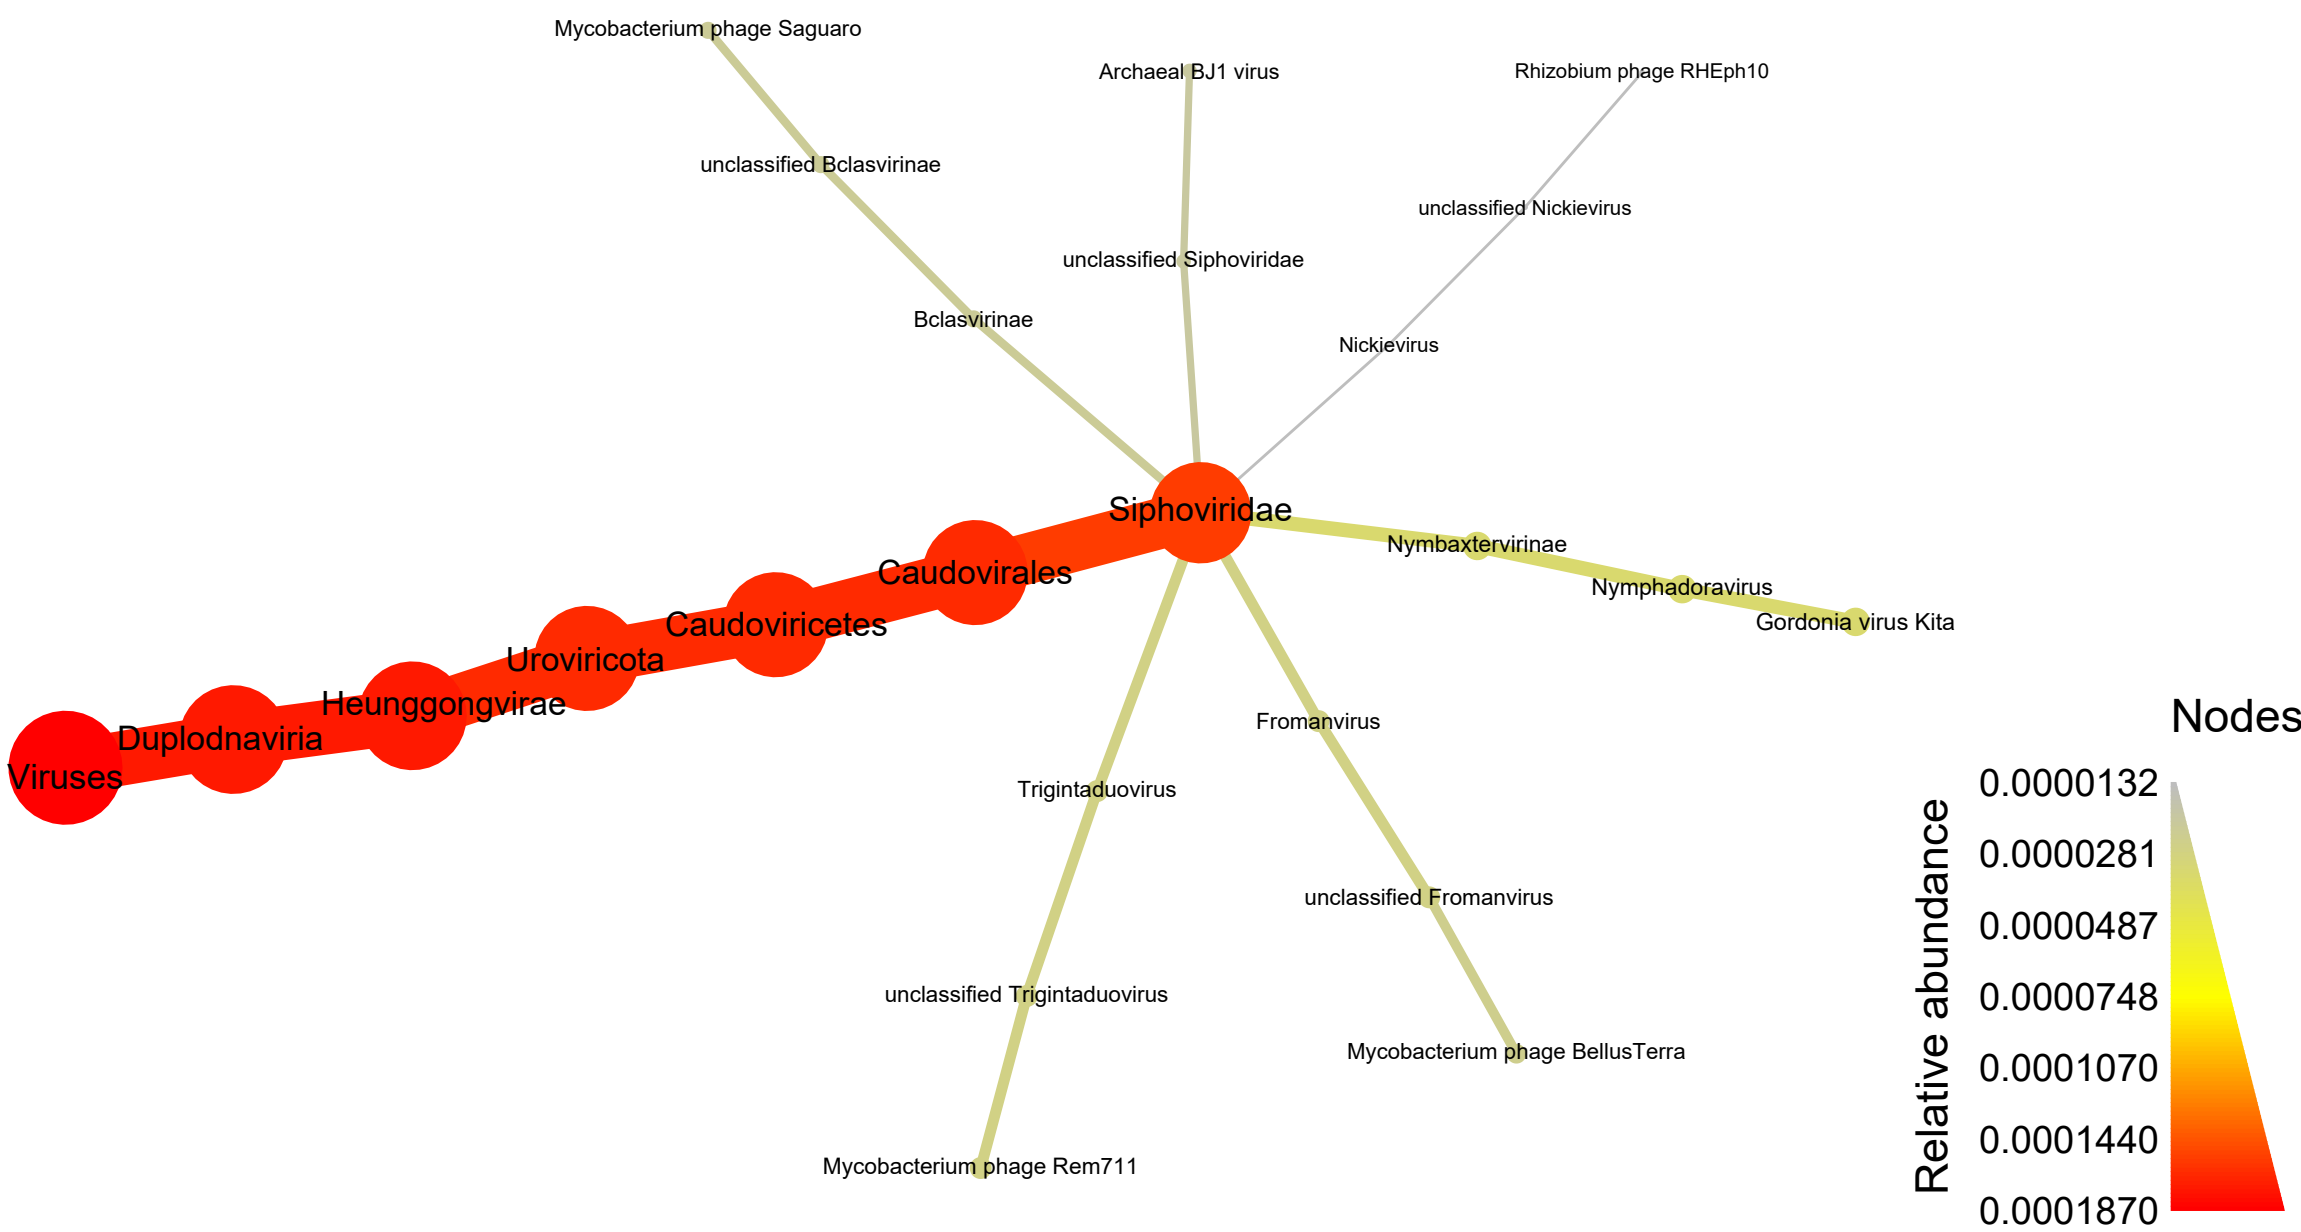 Mycobacterium phage Saguaro
Archaeal BJ1 virus
Rhizobium phage RHEph10
unclassified Bclasvirinae
unclassified Nickievirus
unclassified Siphoviridae
Bclasvirinae
Nickievirus
Siphoviridae
Nymbaxtervirinae
Caudovirales
Nymphadoravirus
Caudoviricetes
Gordonia virus Kita
Uroviricota
Heunggongvirae
Duplodnaviria
Viruses
Fromanvirus
Trigintaduovirus
unclassified Fromanvirus
unclassified Trigintaduovirus
Mycobacterium phage BellusTerra
Mycobacterium phage Rem711
Nodes
Relative abundance
0.0000132
0.0000281
0.0000487
0.0000748
0.0001070
0.0001440
0.0001870